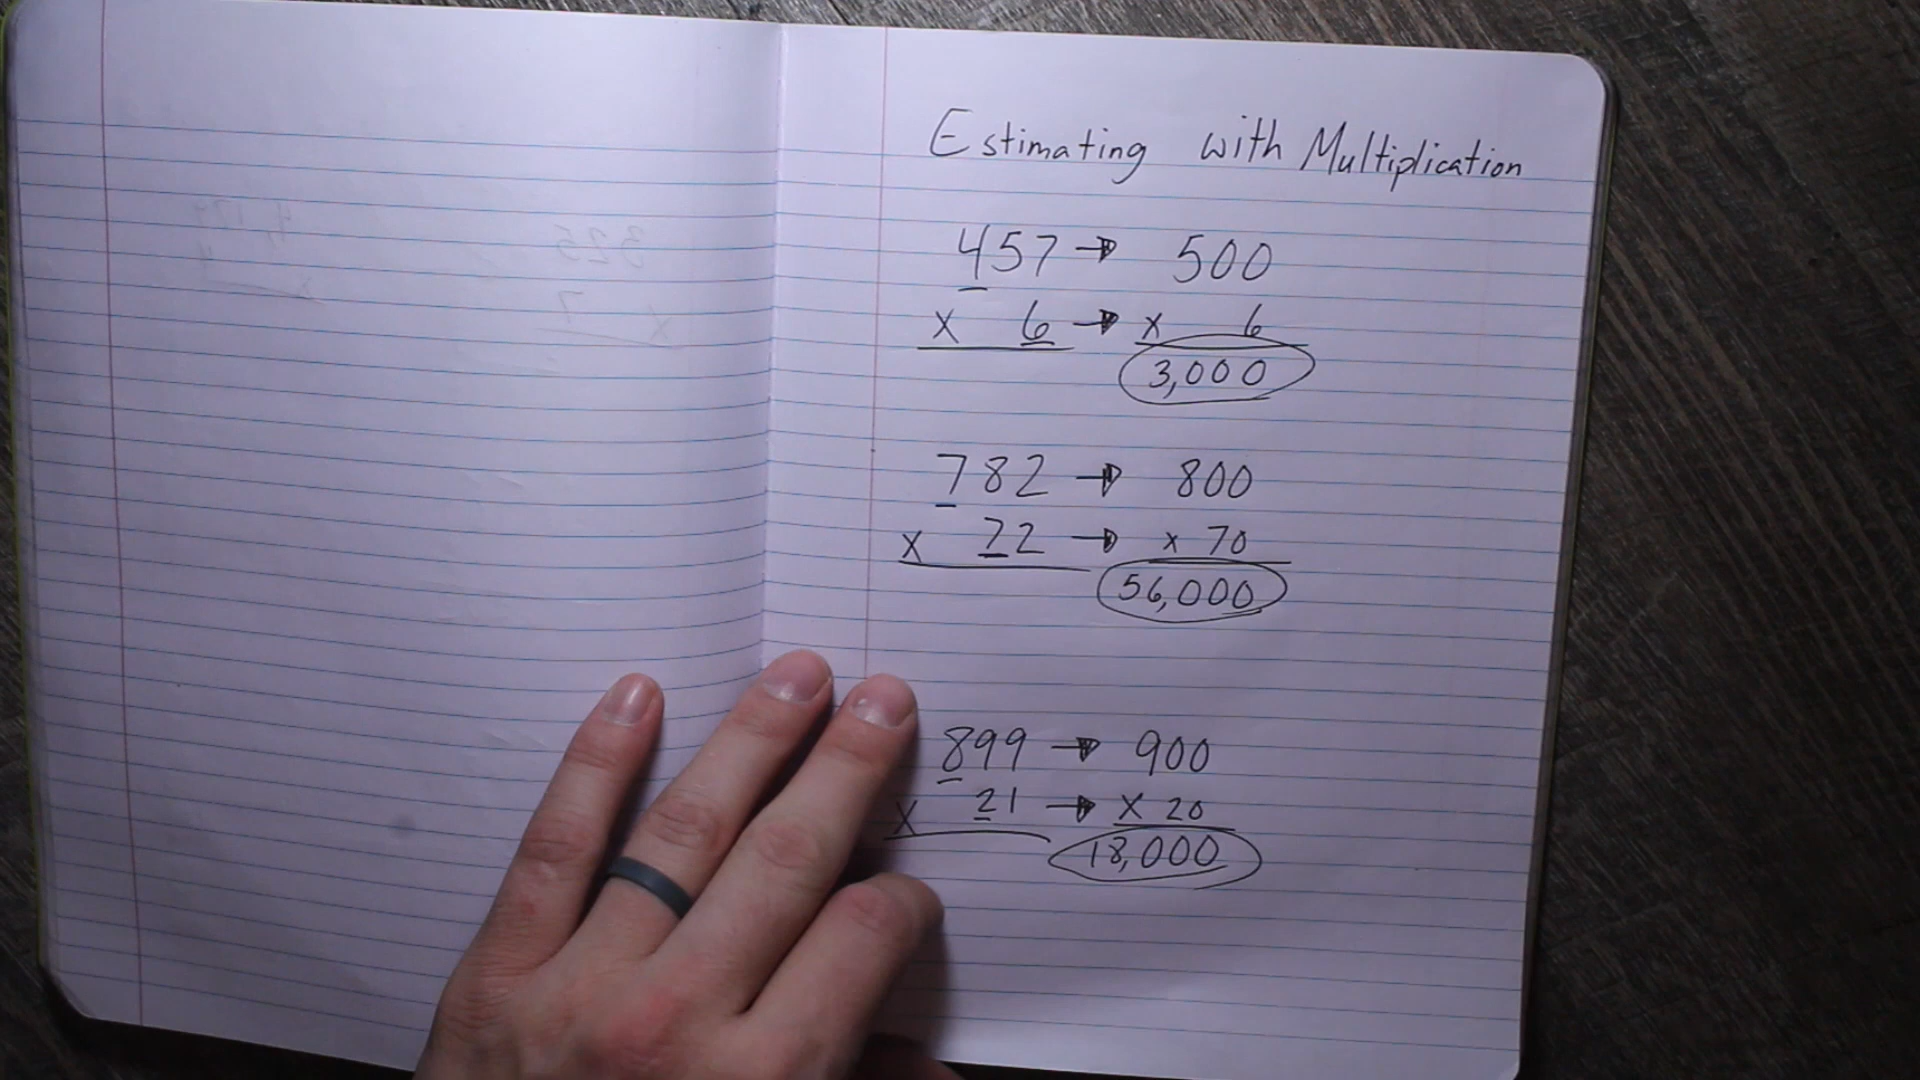 Estimating with Multiplication
457 → 500
x 6 → x 6
3,000
782 → 800
x 72 → x 70
56,000
899 → 900
x 21 → x 20
18,000